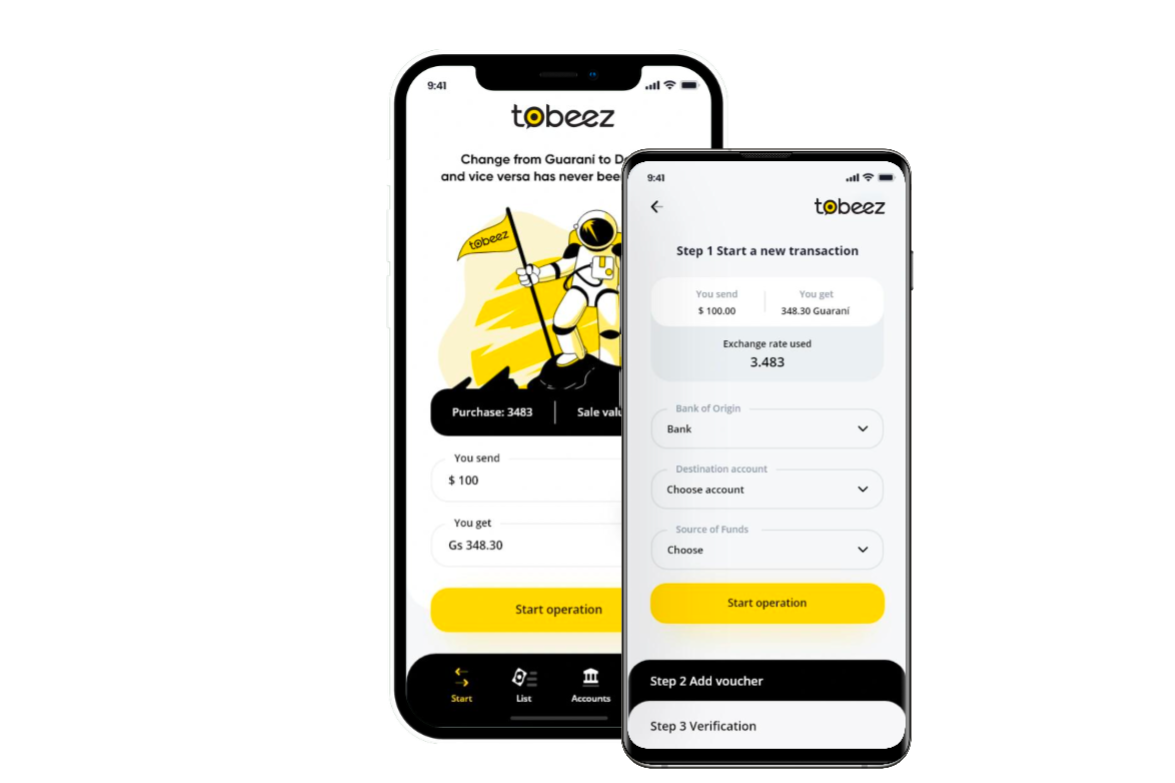 9:41
tobeez
Change from Guaraní to D
and vice versa has never bee
tobeez
Purchase: 3483
Sale valu
You send
$ 100
You get
Gs 348.30
Start operation
Start
List
Accounts
9:41
tobeez
Step 1 Start a new transaction
You send
$ 100.00
You get
348.30 Guaraní
Exchange rate used
3.483
Bank of Origin
Bank
Destination account
Choose account
Source of Funds
Choose
Start operation
Step 2 Add voucher
Step 3 Verification